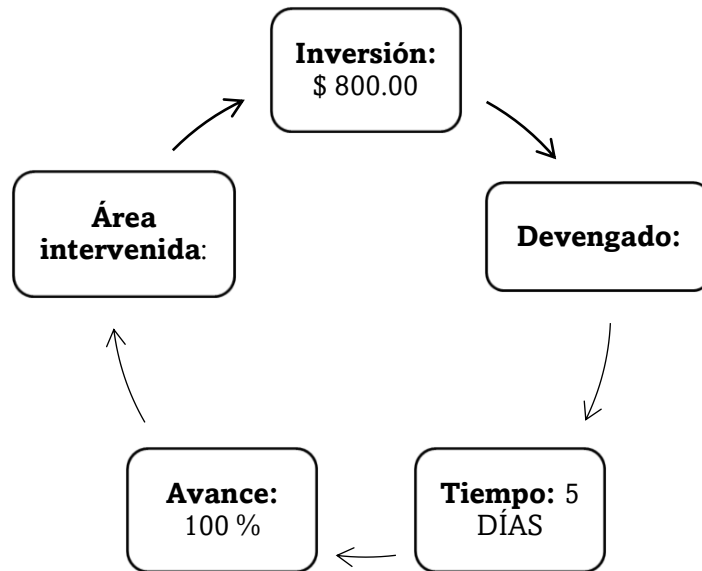 Inversión:
$ 800.00
Devengado:
Tiempo: 5
DÍAS
Avance:
100 %
Área
intervenida: